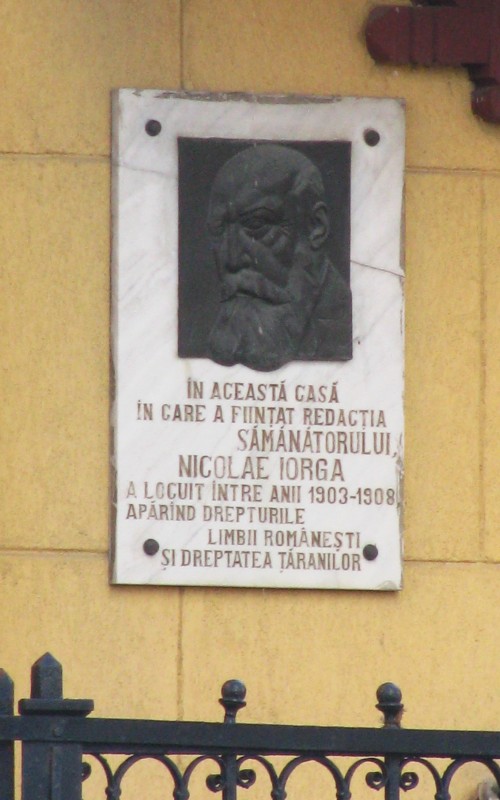 ÎN ACEASTĂ CASĂ
ÎN CARE A FIINȚAT REDACȚIA
SĂMĂNĂTORULUI,
NICOLAE IORGA
A LOCUIT ÎNTRE ANII 1903-1908
APĂRÎND DREPTURILE
LIMBII ROMÂNEȘTI
ȘI DREPTATEA ȚĂRANILOR